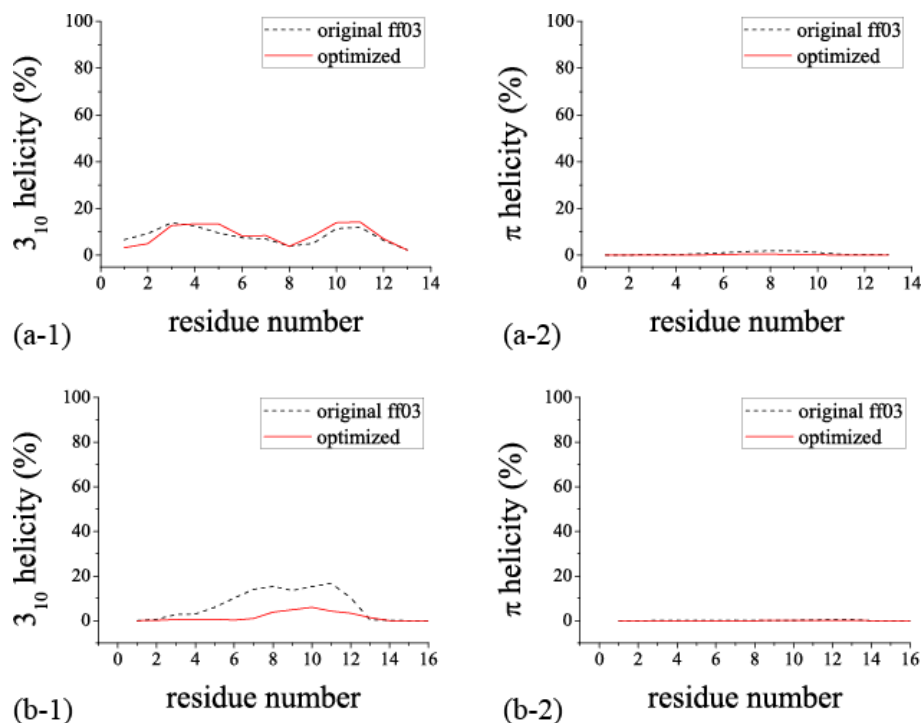 100
80
60
40
20
0
3₁₀ helicity (%)
original ff03
optimized
0 2 4 6 8 10 12 14
residue number
(a-1)
100
80
60
40
20
0
π helicity (%)
original ff03
optimized
0 2 4 6 8 10 12 14
residue number
(a-2)
100
80
60
40
20
0
3₁₀ helicity (%)
original ff03
optimized
0 2 4 6 8 10 12 14 16
residue number
(b-1)
100
80
60
40
20
0
π helicity (%)
original ff03
optimized
0 2 4 6 8 10 12 14 16
residue number
(b-2)